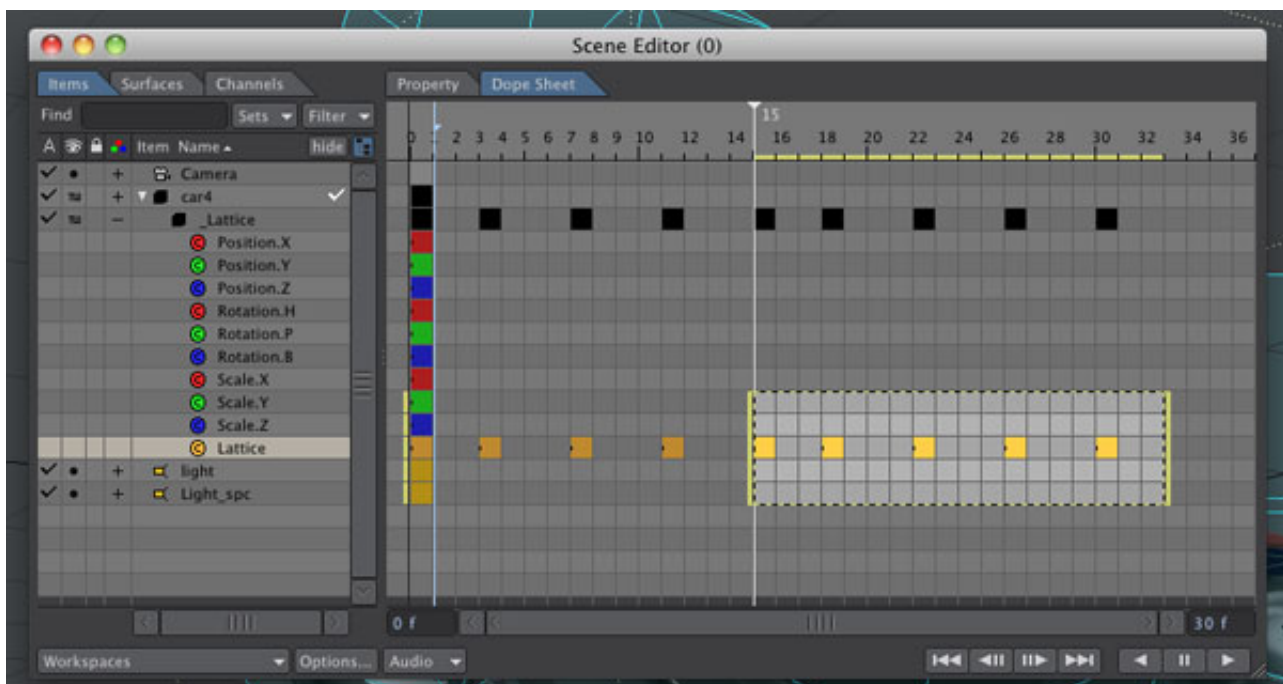 Scene Editor (0)
Items Surfaces Channels Property Dope Sheet
Find Sets Filter 15
0 1 2 3 4 5 6 7 8 9 10 12 14 16 18 20 22 24 26 28 30 32 34 36
A Item Name hide
+ Camera
+ car4
– _Lattice
C Position.X
C Position.Y
C Position.Z
C Rotation.H
C Rotation.P
C Rotation.B
C Scale.X
C Scale.Y
C Scale.Z
C Lattice
+ light
+ Light_spc
0 f 30 f
Workspaces Options... Audio